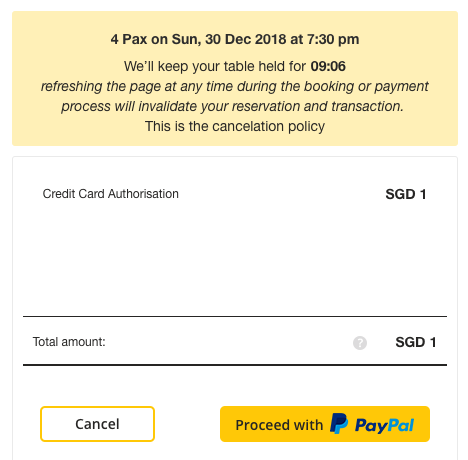 4 Pax on Sun, 30 Dec 2018 at 7:30 pm
We'll keep your table held for 09:06
refreshing the page at any time during the booking or payment
process will invalidate your reservation and transaction.
This is the cancelation policy
Credit Card Authorisation SGD 1
Total amount: ? SGD 1
Cancel Proceed with PayPal